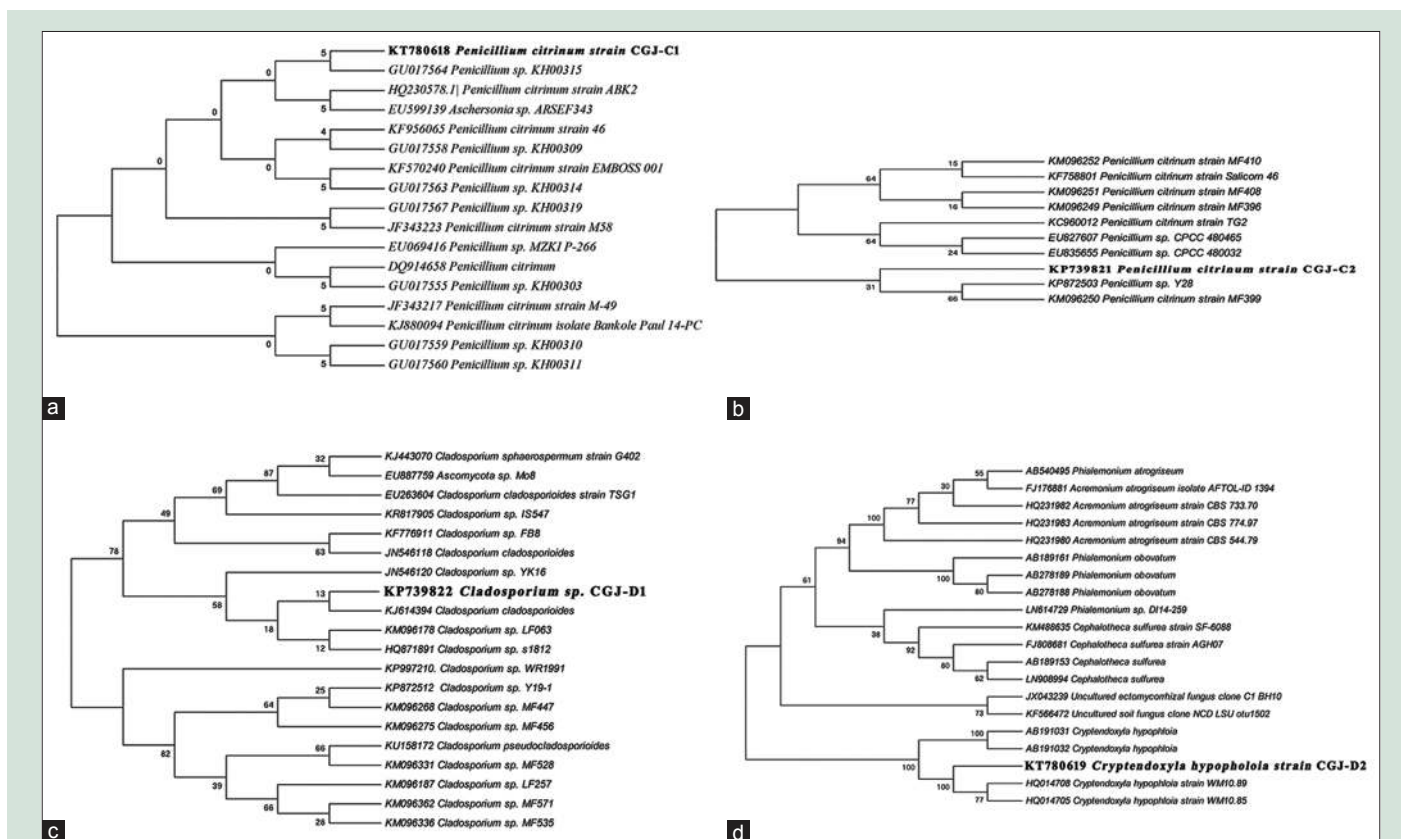 5
KT780618 Penicillium citrinum strain CGJ-C1
0
GU017564 Penicillium sp. KH00315
HQ230578.1| Penicillium citrinum strain ABK2
0
5
EU599139 Aschersonia sp. ARSEF343
4
KF956065 Penicillium citrinum strain 46
GU017558 Penicillium sp. KH00309
0
0
KF570240 Penicillium citrinum strain EMBOSS 001
5
GU017563 Penicillium sp. KH00314
GU017567 Penicillium sp. KH00319
5
JF343223 Penicillium citrinum strain M58
EU069416 Penicillium sp. MZKI P-266
0
DQ914658 Penicillium citrinum
5
GU017555 Penicillium sp. KH00303
5
JF343217 Penicillium citrinum strain M-49
KJ880094 Penicillium citrinum isolate Bankole Paul 14-PC
0
GU017559 Penicillium sp. KH00310
5
GU017560 Penicillium sp. KH00311
a
15
KM096252 Penicillium citrinum strain MF410
64
KF758801 Penicillium citrinum strain Salicorn 46
KM096251 Penicillium citrinum strain MF408
16
KM096249 Penicillium citrinum strain MF396
KC960012 Penicillium citrinum strain TG2
64
EU827607 Penicillium sp. CPCC 480465
24
EU835655 Penicillium sp. CPCC 480032
KP739821 Penicillium citrinum strain CGJ-C2
31
KP872503 Penicillium sp. Y28
66
KM096250 Penicillium citrinum strain MF399
b
32
KJ443070 Cladosporium sphaerospermum strain G402
87
EU887759 Ascomycota sp. Mo8
69
EU263604 Cladosporium cladosporioides strain TSG1
49
KR817905 Cladosporium sp. IS547
KF776911 Cladosporium sp. FB8
78
63
JN546118 Cladosporium cladosporioides
JN546120 Cladosporium sp. YK16
13
KP739822 Cladosporium sp. CGJ-D1
58
KJ614394 Cladosporium cladosporioides
18
KM096178 Cladosporium sp. LF063
12
HQ871891 Cladosporium sp. s1812
KP997210. Cladosporium sp. WR1991
25
KP872512 Cladosporium sp. Y19-1
64
KM096268 Cladosporium sp. MF447
KM096275 Cladosporium sp. MF456
82
66
KU158172 Cladosporium pseudocladosporioides
KM096331 Cladosporium sp. MF528
39
KM096187 Cladosporium sp. LF257
66
KM096362 Cladosporium sp. MF571
26
KM096336 Cladosporium sp. MF535
c
55
AB540495 Phialemonium atrogriseum
30
FJ176881 Acremonium atrogriseum isolate AFTOL-ID 1394
77
HQ231982 Acremonium atrogriseum strain CBS 733.70
100
HQ231983 Acremonium atrogriseum strain CBS 774.97
94
HQ231980 Acremonium atrogriseum strain CBS 544.79
AB189161 Phialemonium obovatum
100
AB278189 Phialemonium obovatum
61
80
AB278188 Phialemonium obovatum
LN614729 Phialemonium sp. DI14-259
38
KM488635 Cephalotheca sulfurea strain SF-6088
92
FJ808681 Cephalotheca sulfurea strain AGH07
80
AB189153 Cephalotheca sulfurea
62
LN908994 Cephalotheca sulfurea
JX043239 Uncultured ectomycorrhizal fungus clone C1 BH10
73
KF566472 Uncultured soil fungus clone NCD LSU otu1502
100
AB191031 Cryptendoxyla hypophloia
AB191032 Cryptendoxyla hypophloia
100
KT780619 Cryptendoxyla hypopholoia strain CGJ-D2
100
HQ014708 Cryptendoxyla hypophloia strain WM10.89
77
HQ014705 Cryptendoxyla hypophloia strain WM10.85
d